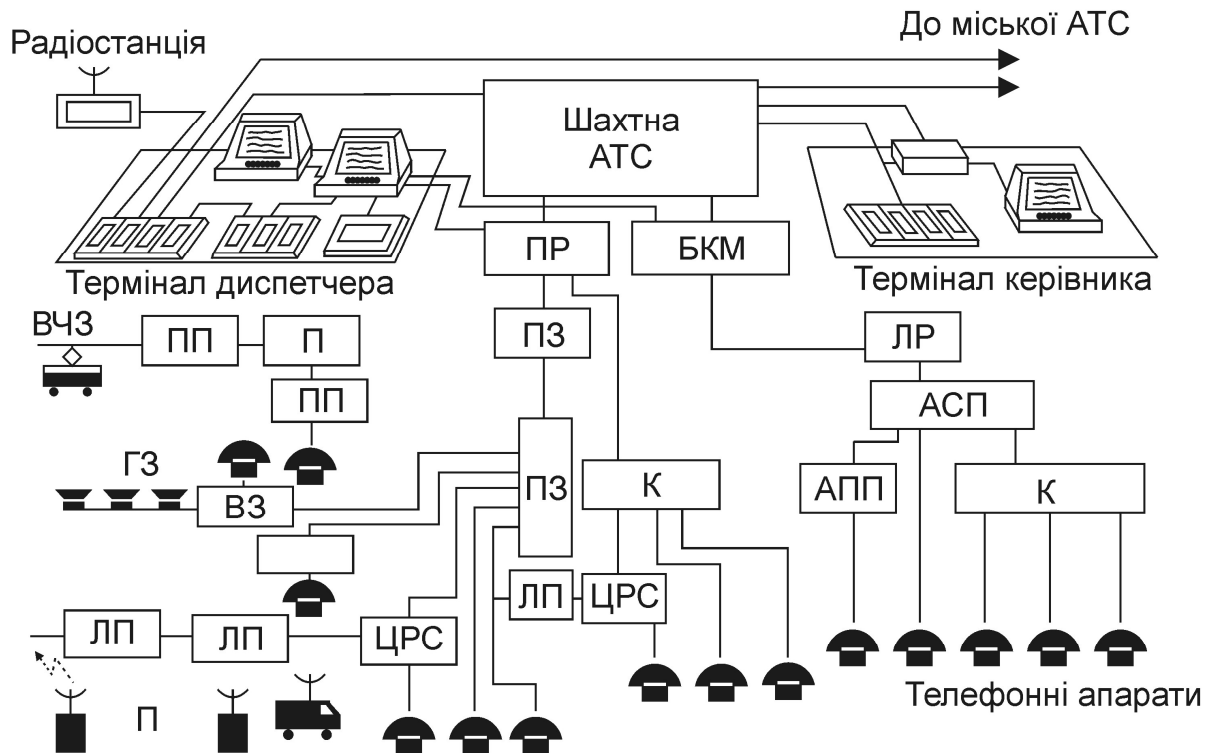 До міської АТС
Радіостанція
Шахтна
АТС
ПР
БКМ
Термінал диспетчера
Термінал керівника
ВЧЗ
ПП
П
ПЗ
ЛР
ПП
АСП
ГЗ
ВЗ
ПЗ
К
АПП
К
ЛП
ЦРС
ЛП
ЛП
ЦРС
П
Телефонні апарати